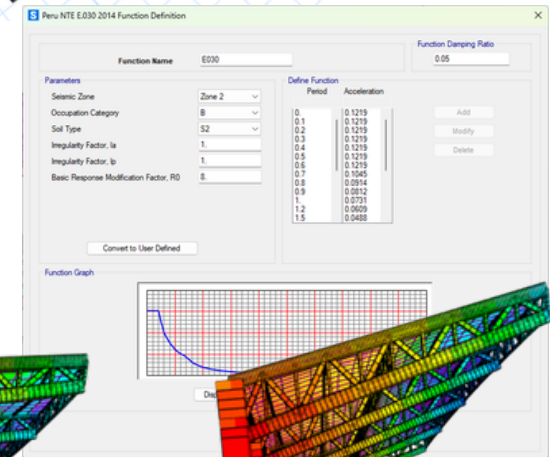 S Peru NTE E.030 2014 Function Definition
Function Name E030
Function Damping Ratio
0.05
Parameters
Seismic Zone Zone 2
Occupation Category B
Soil Type S2
Irregularity Factor, Ia 1.
Irregularity Factor, Ip 1.
Basic Response Modification Factor, R0 8.
Convert to User Defined
Define Function
Period Acceleration
0. 0.1219
0.1 0.1219
0.2 0.1219
0.3 0.1219
0.4 0.1219
0.5 0.1219
0.6 0.1219
0.7 0.1045
0.8 0.0914
0.9 0.0812
1. 0.0731
1.2 0.0609
1.5 0.0488
Add
Modify
Delete
Function Graph